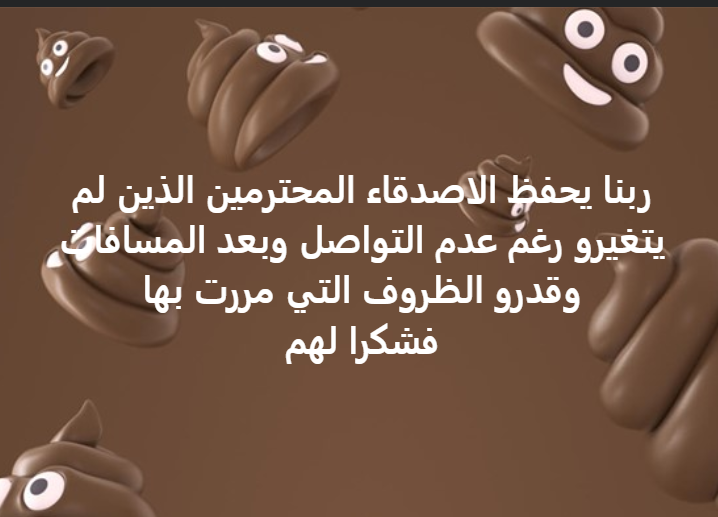 ربنا يحفظ الاصدقاء المحترمين الذين لم
يتغيرو رغم عدم التواصل وبعد المسافات
وقدرو الظروف التي مررت بها
فشكرا لهم